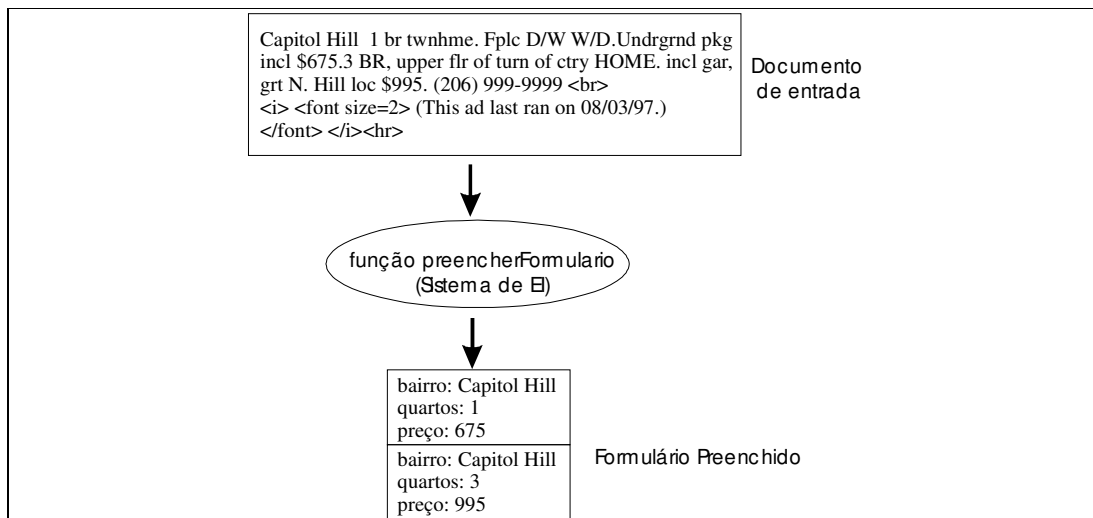 Capitol Hill 1 br twnhme. Fplc D/W W/D.Undrgrnd pkg
incl $675.3 BR, upper flr of turn of ctry HOME. incl gar,
grt N. Hill loc $995. (206) 999-9999 <br>
<i> <font size=2> (This ad last ran on 08/03/97.)
</font> </i><hr>
Documento
de entrada
função preencherFormulario
(Sistema de EI)
bairro: Capitol Hill
quartos: 1
preço: 675
bairro: Capitol Hill
quartos: 3
preço: 995
Formulário Preenchido